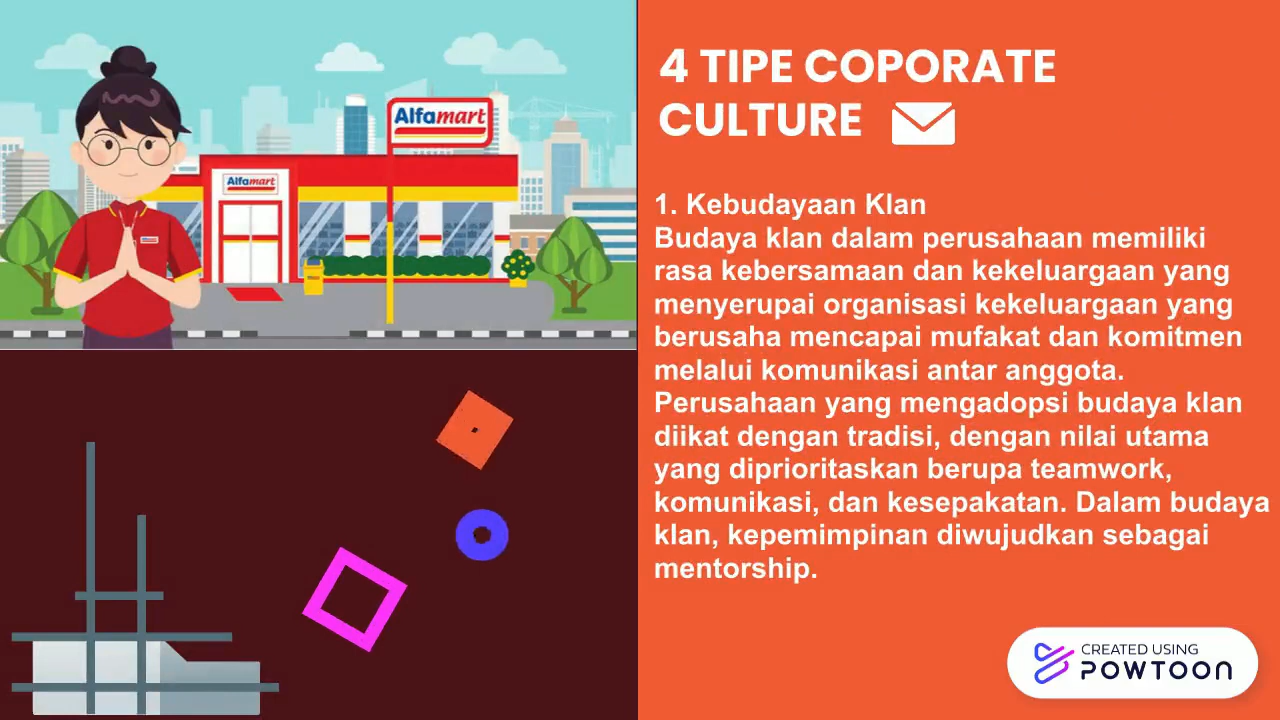 Alfamart
Alfamart
4 TIPE COPORATE
CULTURE
1. Kebudayaan Klan
Budaya klan dalam perusahaan memiliki
rasa kebersamaan dan kekeluargaan yang
menyerupai organisasi kekeluargaan yang
berusaha mencapai mufakat dan komitmen
melalui komunikasi antar anggota.
Perusahaan yang mengadopsi budaya klan
diikat dengan tradisi, dengan nilai utama
yang diprioritaskan berupa teamwork,
komunikasi, dan kesepakatan. Dalam budaya
klan, kepemimpinan diwujudkan sebagai
mentorship.
CREATED USING
POWTOON